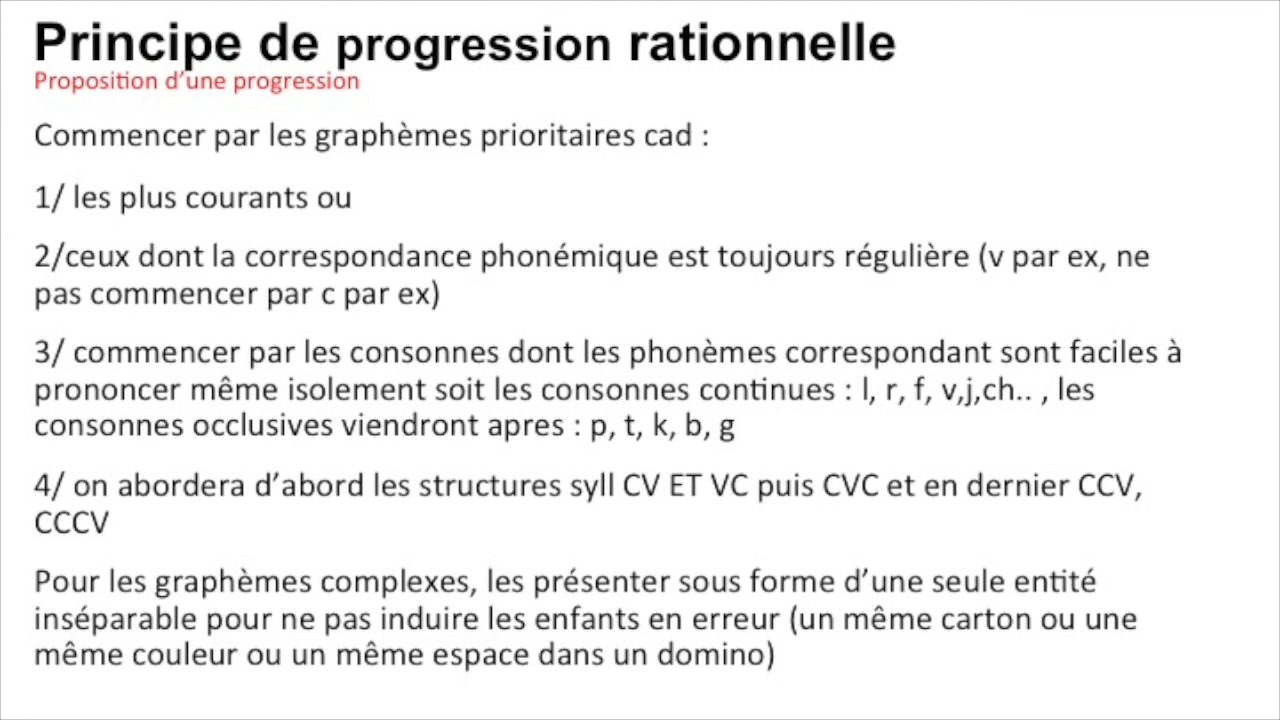 Principe de progression rationnelle
Proposition d'une progression
Commencer par les graphèmes prioritaires cad :
1/ les plus courants ou
2/ceux dont la correspondance phonémique est toujours régulière (v par ex, ne
pas commencer par c par ex)
3/ commencer par les consonnes dont les phonèmes correspondant sont faciles à
prononcer même isolement soit les consonnes continues : l, r, f, v,j,ch.. , les
consonnes occlusives viendront apres : p, t, k, b, g
4/ on abordera d'abord les structures syll CV ET VC puis CVC et en dernier CCV,
CCCV
Pour les graphèmes complexes, les présenter sous forme d'une seule entité
inséparable pour ne pas induire les enfants en erreur (un même carton ou une
même couleur ou un même espace dans un domino)